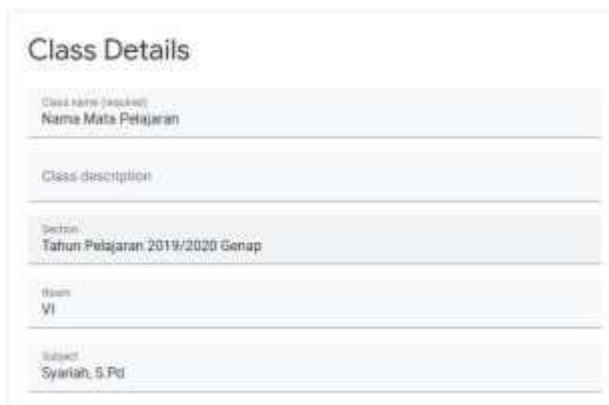 Class Details
Class name (required)
Nama Mata Pelajaran
Class description
Section
Tahun Pelajaran 2019/2020 Genap
Room
VI
Subject
Syariah, S.Pd